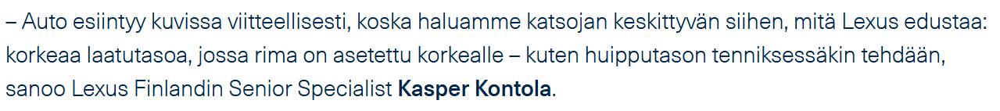 – Auto esiintyy kuvissa viitteellisesti, koska haluamme katsojan keskittyvän siihen, mitä Lexus edustaa:
korkeaa laatutasoa, jossa rima on asetettu korkealle – kuten huipputason tenniksessäkin tehdään,
sanoo Lexus Finlandin Senior Specialist Kasper Kontola.